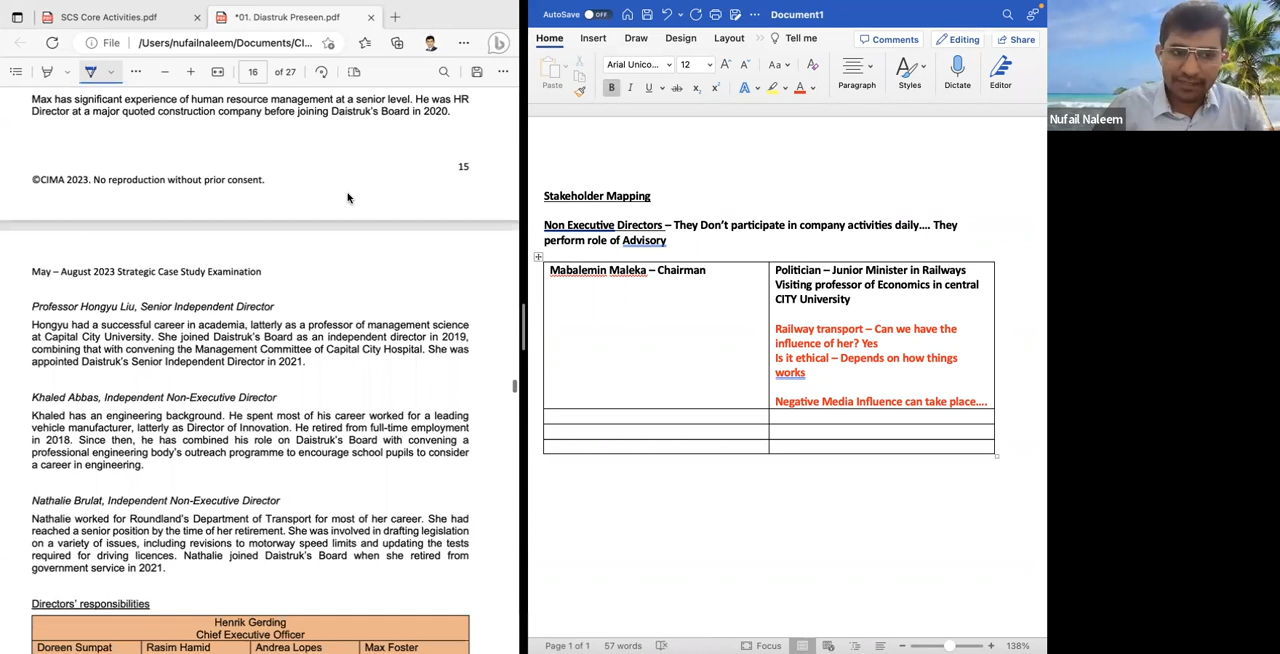 SCS Core Activities.pdf
*01. Diastruk Preseen.pdf
File
/Users/nufailnaleem/Documents/CI...
16 of 27
Max has significant experience of human resource management at a senior level. He was HR
Director at a major quoted construction company before joining Daistruk's Board in 2020.
15
©CIMA 2023. No reproduction without prior consent.
May – August 2023 Strategic Case Study Examination
Professor Hongyu Liu, Senior Independent Director
Hongyu had a successful career in academia, latterly as a professor of management science
at Capital City University. She joined Daistruk's Board as an independent director in 2019,
combining that with convening the Management Committee of Capital City Hospital. She was
appointed Daistruk's Senior Independent Director in 2021.
Khaled Abbas, Independent Non-Executive Director
Khaled has an engineering background. He spent most of his career worked for a leading
vehicle manufacturer, latterly as Director of Innovation. He retired from full-time employment
in 2018. Since then, he has combined his role on Daistruk's Board with convening a
professional engineering body's outreach programme to encourage school pupils to consider
a career in engineering.
Nathalie Brulat, Independent Non-Executive Director
Nathalie worked for Roundland's Department of Transport for most of her career. She had
reached a senior position by the time of her retirement. She was involved in drafting legislation
on a variety of issues, including revisions to motorway speed limits and updating the tests
required for driving licences. Nathalie joined Daistruk's Board when she retired from
government service in 2021.
Directors' responsibilities
Henrik Gerding
Chief Executive Officer
Doreen Sumpat
Rasim Hamid
Andrea Lopes
Max Foster
AutoSave OFF
Document1
Home
Insert
Draw
Design
Layout
Tell me
Comments
Editing
Share
Paste
Arial Unico...
12
Aa
B I U ab x₂ x²
A
A
Paragraph
Styles
Dictate
Editor
Stakeholder Mapping
Non Executive Directors – They Don't participate in company activities daily.... They
perform role of Advisory
Mabalemin Maleka – Chairman
Politician – Junior Minister in Railways
Visiting professor of Economics in central
CITY University
Railway transport – Can we have the
influence of her? Yes
Is it ethical – Depends on how things
works
Negative Media Influence can take place....
Page 1 of 1
57 words
Focus
138%
Nufail Naleem